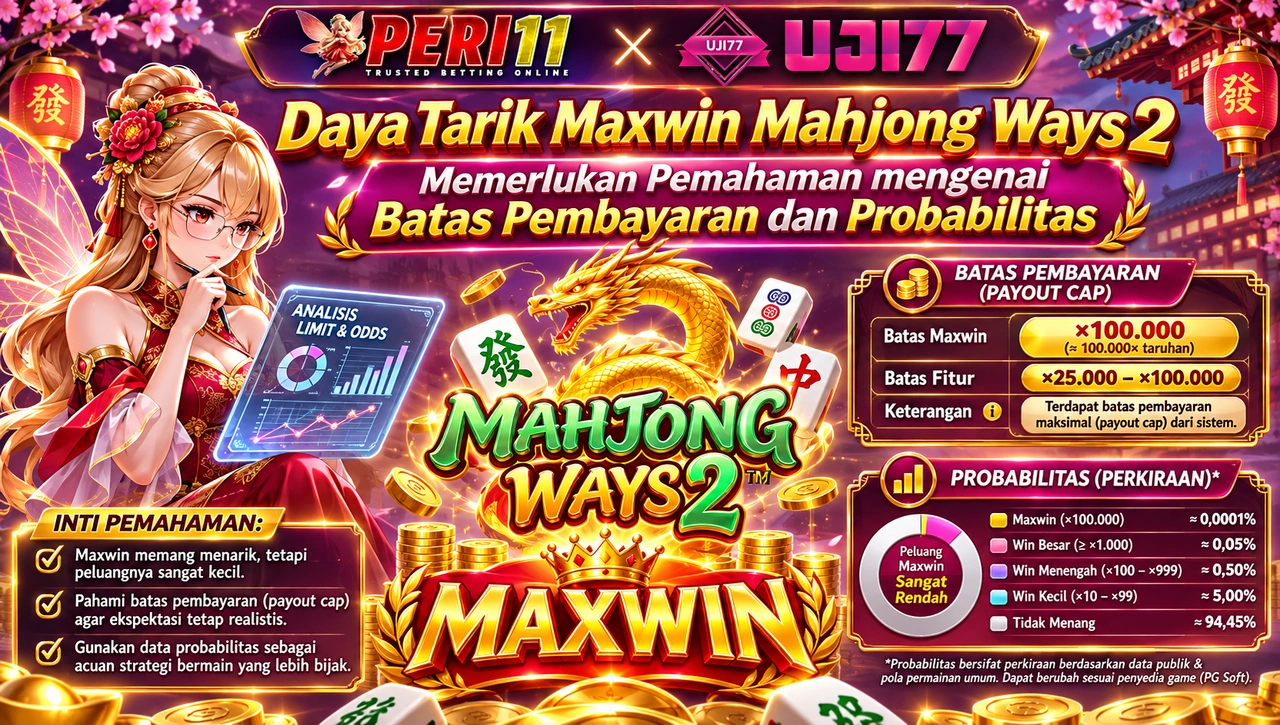 PERI11
TRUSTED BETTING ONLINE
×
UJI77
UJI77
發
發
Daya Tarik Maxwin Mahjong Ways 2
Memerlukan Pemahaman mengenai
Batas Pembayaran dan Probabilitas
ANALISIS
LIMIT & ODDS
發
中
MAHJONG
WAYS 2™
MAXWIN
INTI PEMAHAMAN:
Maxwin memang menarik, tetapi
peluangnya sangat kecil.
Pahami batas pembayaran (payout cap)
agar ekspektasi tetap realistis.
Gunakan data probabilitas sebagai
acuan strategi bermain yang lebih bijak.
BATAS PEMBAYARAN
(PAYOUT CAP)
Batas Maxwin
×100.000
(≈ 100.000× taruhan)
Batas Fitur
×25.000 – ×100.000
Keterangan i
Terdapat batas pembayaran
maksimal (payout cap) dari sistem.
PROBABILITAS (PERKIRAAN)*
Peluang
Maxwin
Sangat
Rendah
Maxwin (×100.000) ≈ 0,0001%
Win Besar (≥ ×1.000) ≈ 0,05%
Win Menengah (×100 – ×999) ≈ 0,50%
Win Kecil (×10 – ×99) ≈ 5,00%
Tidak Menang ≈ 94,45%
*Probabilitas bersifat perkiraan berdasarkan data publik &
pola permainan umum. Dapat berubah sesuai penyedia game (PG Soft).